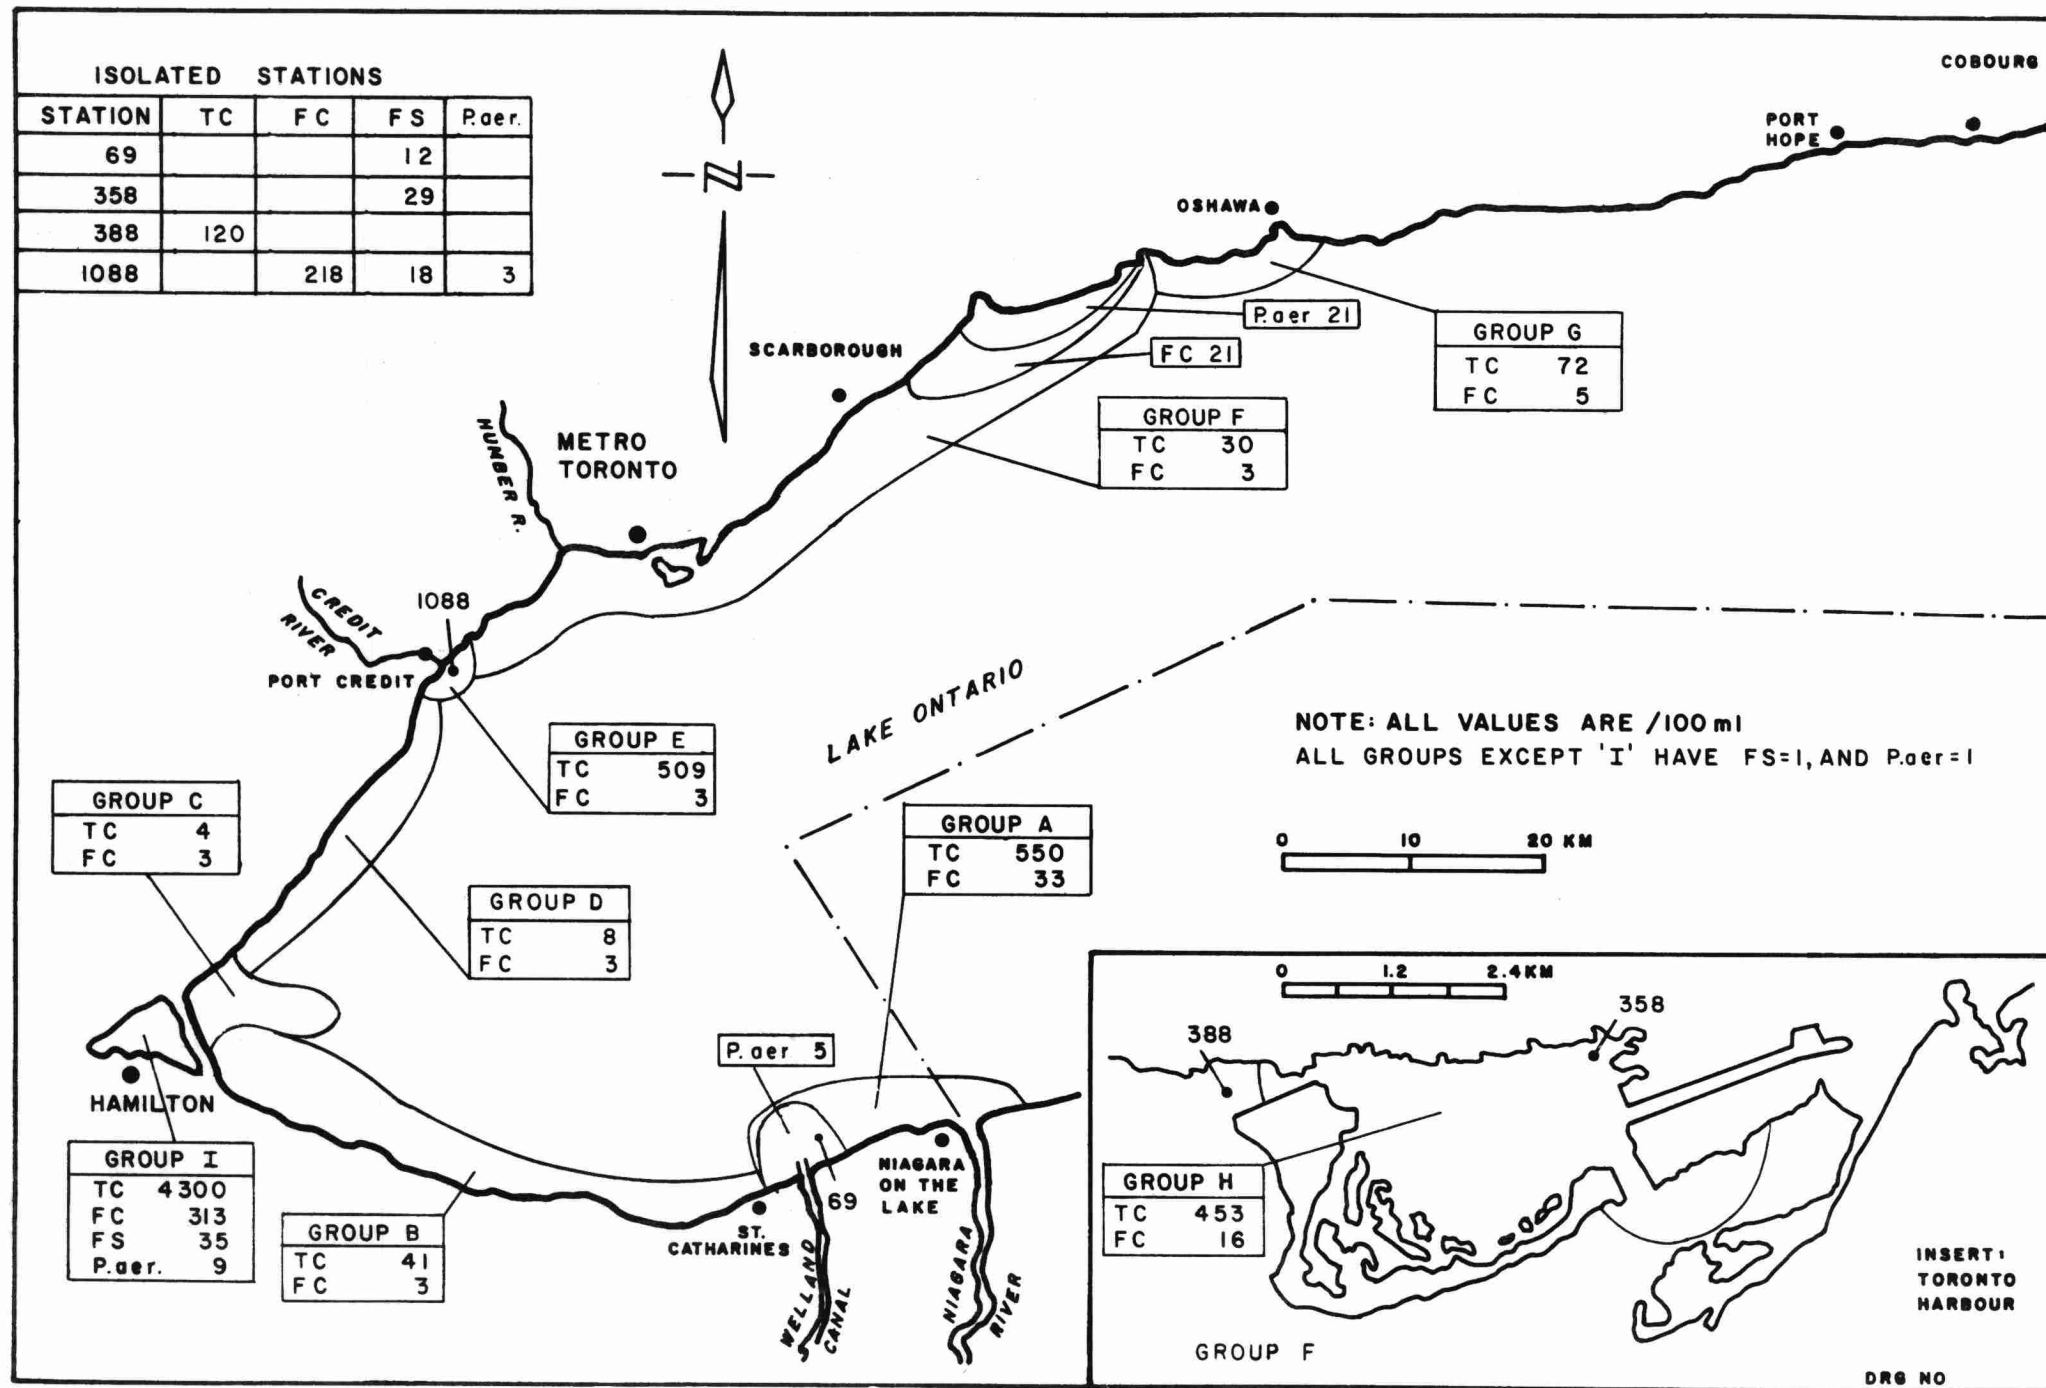 ISOLATED STATIONS
STATION TC FC FS P.aer.
69 12
358 29
388 120
1088 218 18 3
COBOURG
PORT
HOPE
OSHAWA
N
P.aer 21
SCARBOROUGH
FC 21
GROUP G
TC 72
FC 5
GROUP F
TC 30
FC 3
HUMBER R.
METRO
TORONTO
CREDIT
RIVER
1088
PORT CREDIT
LAKE ONTARIO
NOTE: ALL VALUES ARE /100 ml
ALL GROUPS EXCEPT 'I' HAVE FS=1, AND P.aer=1
GROUP E
TC 509
FC 3
GROUP C
TC 4
FC 3
GROUP A
TC 550
FC 33
0 10 20 KM
GROUP D
TC 8
FC 3
0 1.2 2.4KM
358
388
P. aer 5
HAMILTON
GROUP I
TC 4300
FC 313
FS 35
P.aer. 9
GROUP B
TC 41
FC 3
ST.
CATHARINES
69
NIAGARA
ON THE
LAKE
WELLAND
CANAL
NIAGARA
RIVER
GROUP H
TC 453
FC 16
INSERT:
TORONTO
HARBOUR
GROUP F
DRG NO